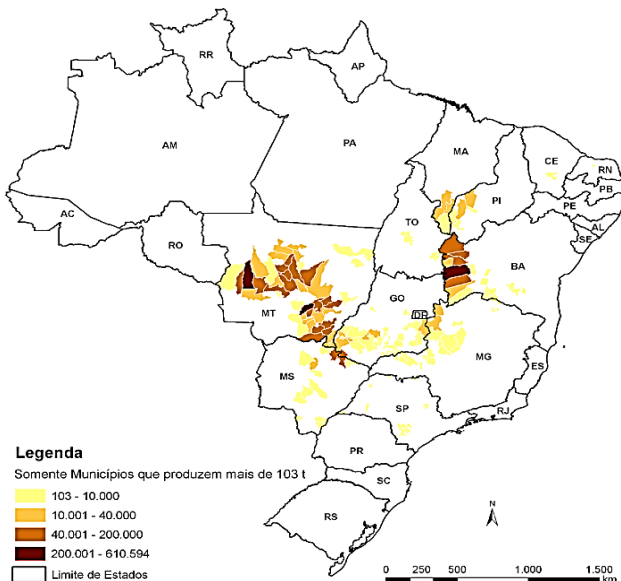 RR
AP
AM
PA
MA
CE
RN
PB
PE
PI
AL
SE
AC
TO
RO
BA
MT
GO
DF
MG
ES
MS
SP
RJ
PR
SC
RS
Legenda
Somente Municípios que produzem mais de 103 t
103 - 10.000
10.001 - 40.000
40.001 - 200.000
200.001 - 610.594
Limite de Estados
N
0 250 500 1.000 1.500
km